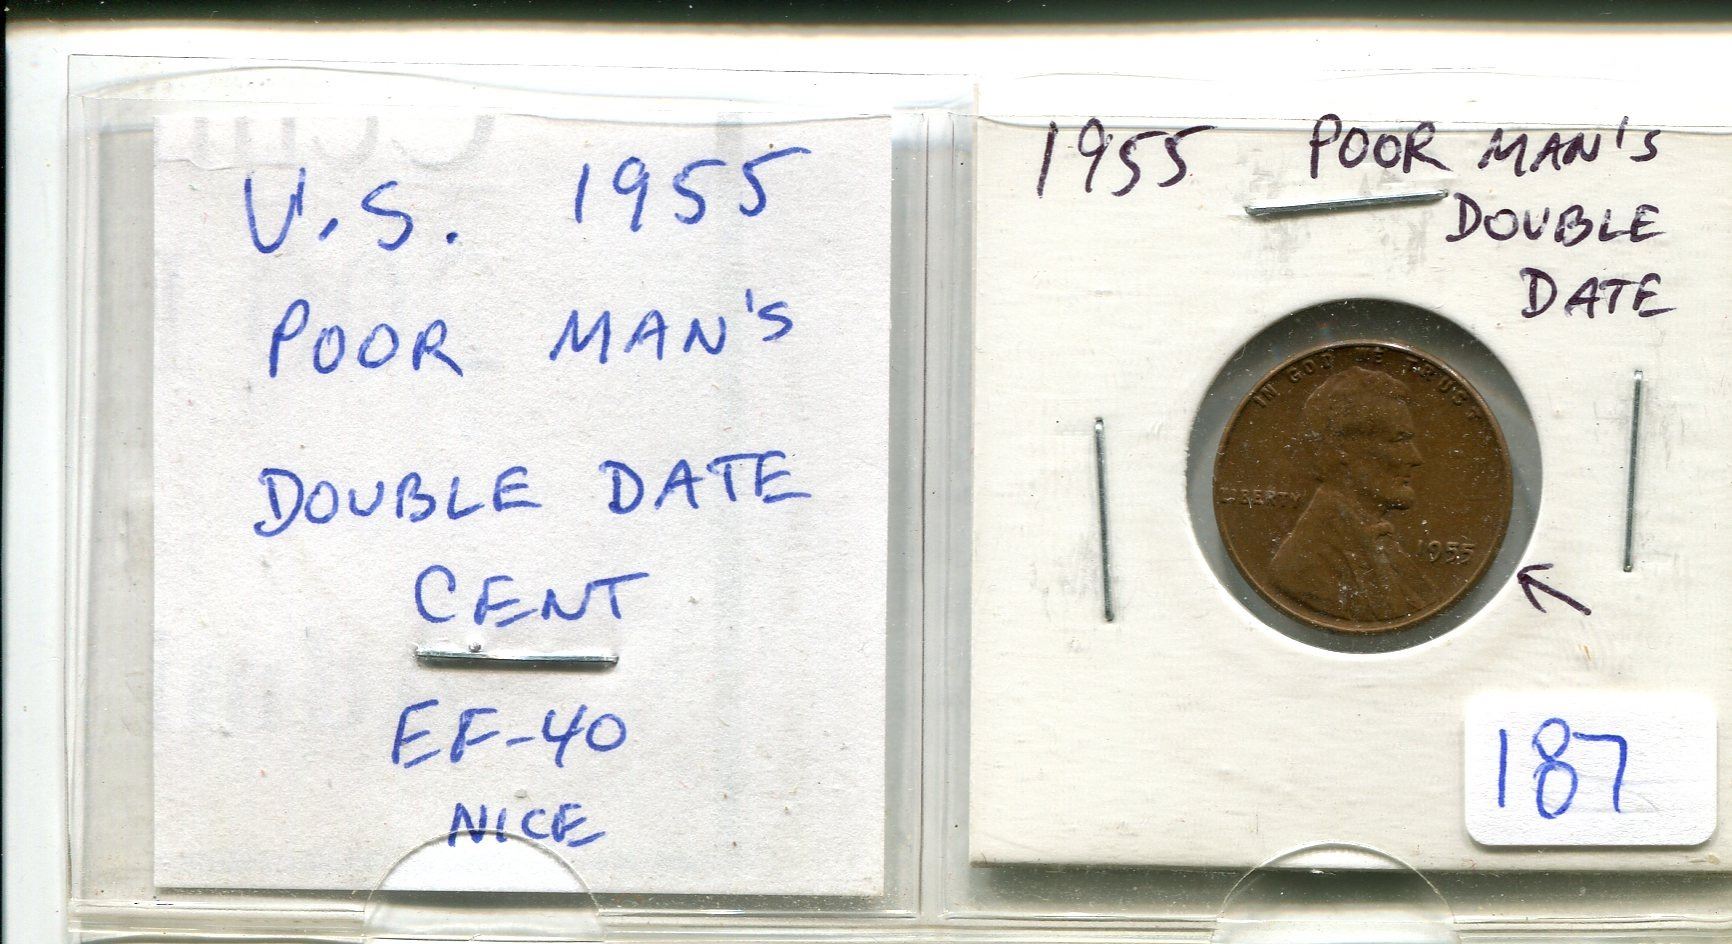 U.S. 1955
POOR MAN'S
DOUBLE DATE
CENT
EF-40
NICE
1955 POOR MAN'S
DOUBLE
DATE
IN GOD WE TRUST
LIBERTY
1955
187